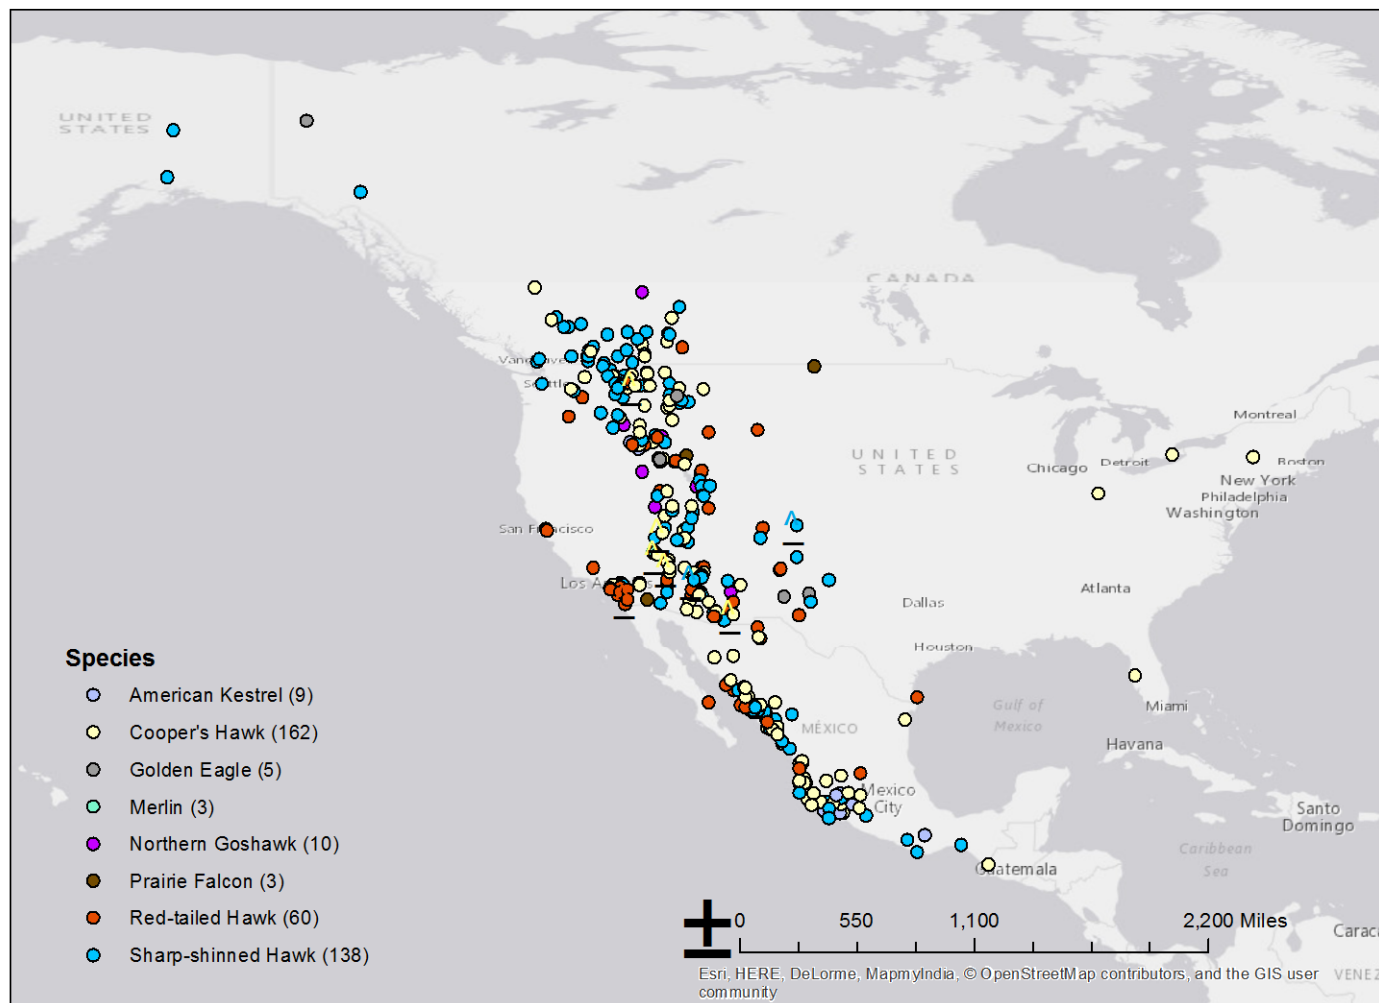 UNITED
STATES
CANADA
Vancouver
Seattle
Montreal
UNITED
STATES
Chicago
Detroit
Boston
New York
Philadelphia
Washington
San Francisco
Los Angeles
Atlanta
Dallas
Houston
Gulf of
Mexico
Miami
MÉXICO
Havana
Mexico
City
Santo
Domingo
Guatemala
Caribbean
Sea
Species
American Kestrel (9)
Cooper's Hawk (162)
Golden Eagle (5)
Merlin (3)
Northern Goshawk (10)
Prairie Falcon (3)
Red-tailed Hawk (60)
Sharp-shinned Hawk (138)
0 550 1,100 2,200 Miles
Carac
VENEZ
Esri, HERE, DeLorme, MapmyIndia, © OpenStreetMap contributors, and the GIS user
community